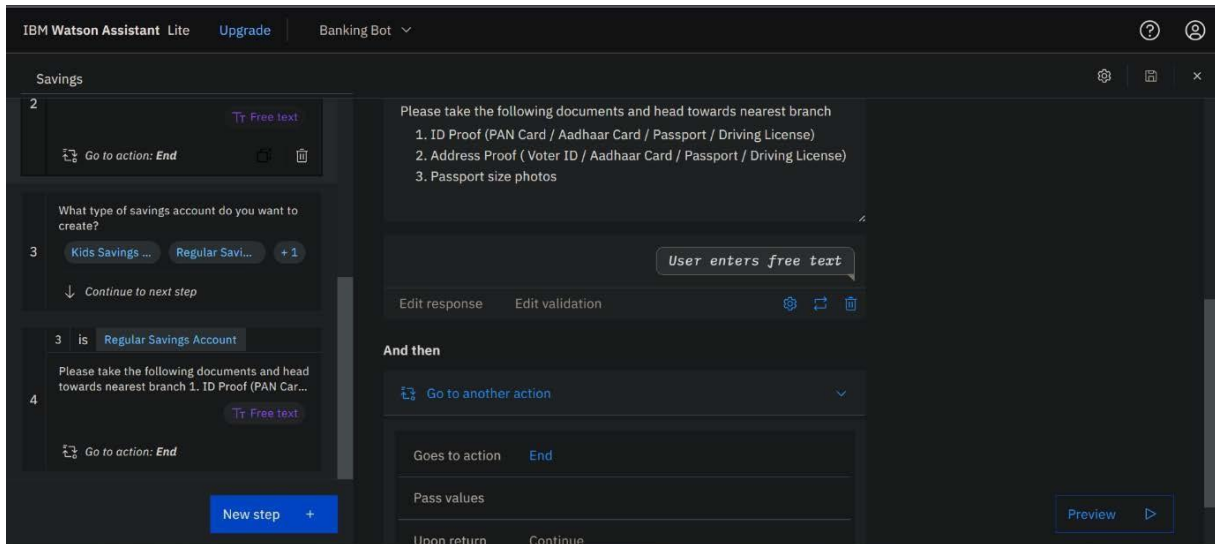 IBM Watson Assistant Lite Upgrade Banking Bot
Savings
2
Tт Free text
Go to action: End
What type of savings account do you want to
create?
3
Kids Savings ... Regular Savi... + 1
Continue to next step
3 is Regular Savings Account
Please take the following documents and head
towards nearest branch 1. ID Proof (PAN Car...
4
Tт Free text
Go to action: End
New step +
Please take the following documents and head towards nearest branch
1. ID Proof (PAN Card / Aadhaar Card / Passport / Driving License)
2. Address Proof ( Voter ID / Aadhaar Card / Passport / Driving License)
3. Passport size photos
User enters free text
Edit response Edit validation
And then
Go to another action
Goes to action End
Pass values
Upon return Continue
Preview